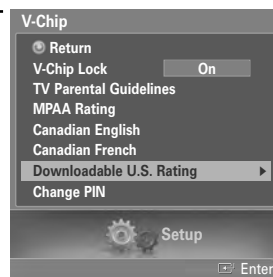 V-Chip
Return
V-Chip Lock On
TV Parental Guidelines
MPAA Rating
Canadian English
Canadian French
Downloadable U.S. Rating
Change PIN
Setup
Enter